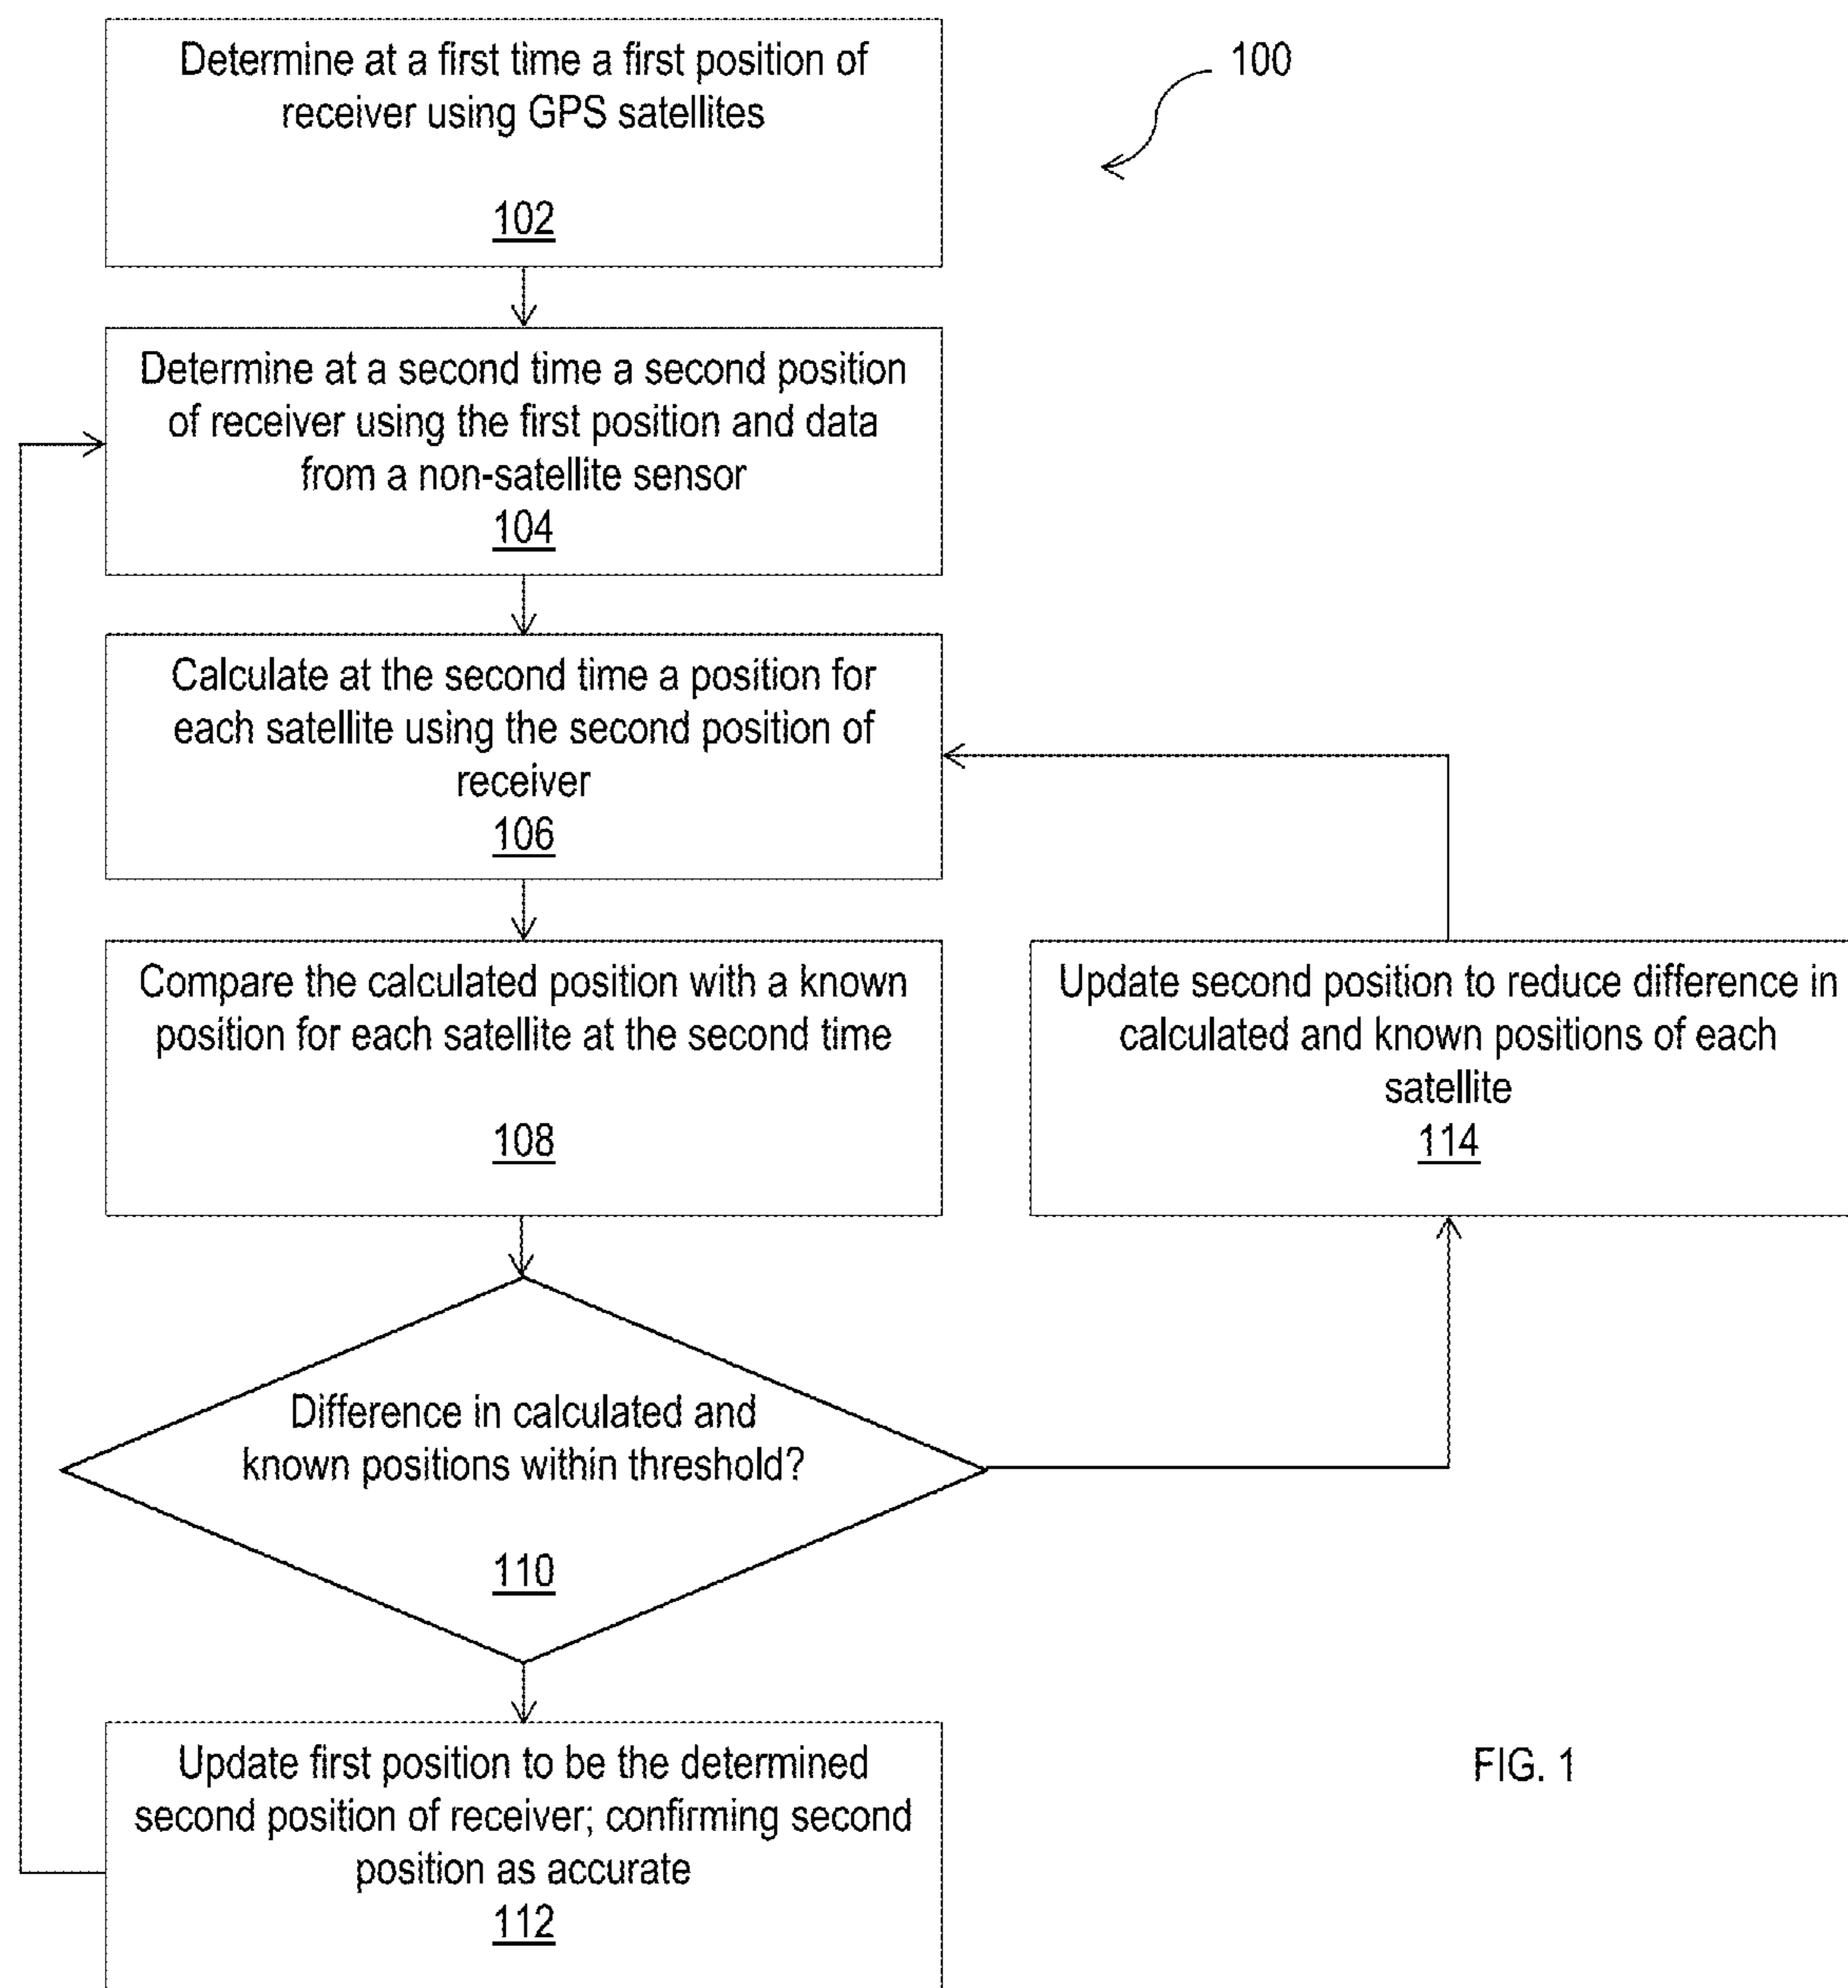 Determine at a first time a first position of
receiver using GPS satellites
102
100
Determine at a second time a second position
of receiver using the first position and data
from a non-satellite sensor
104
Calculate at the second time a position for
each satellite using the second position of
receiver
106
Compare the calculated position with a known
position for each satellite at the second time
108
Update second position to reduce difference in
calculated and known positions of each
satellite
114
Difference in calculated and
known positions within threshold?
110
Update first position to be the determined
second position of receiver; confirming second
position as accurate
112
FIG. 1